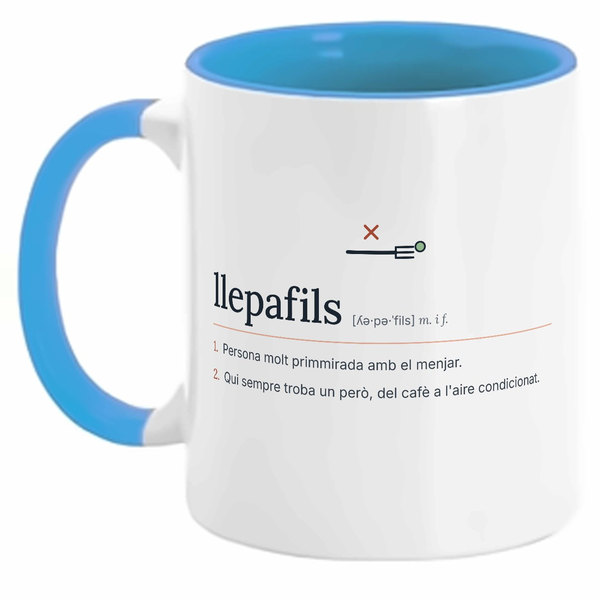 llepafils [ʎə·pə·'fils] m. i f.
1. Persona molt primmirada amb el menjar.
2. Qui sempre troba un però, del cafè a l'aire condicionat.